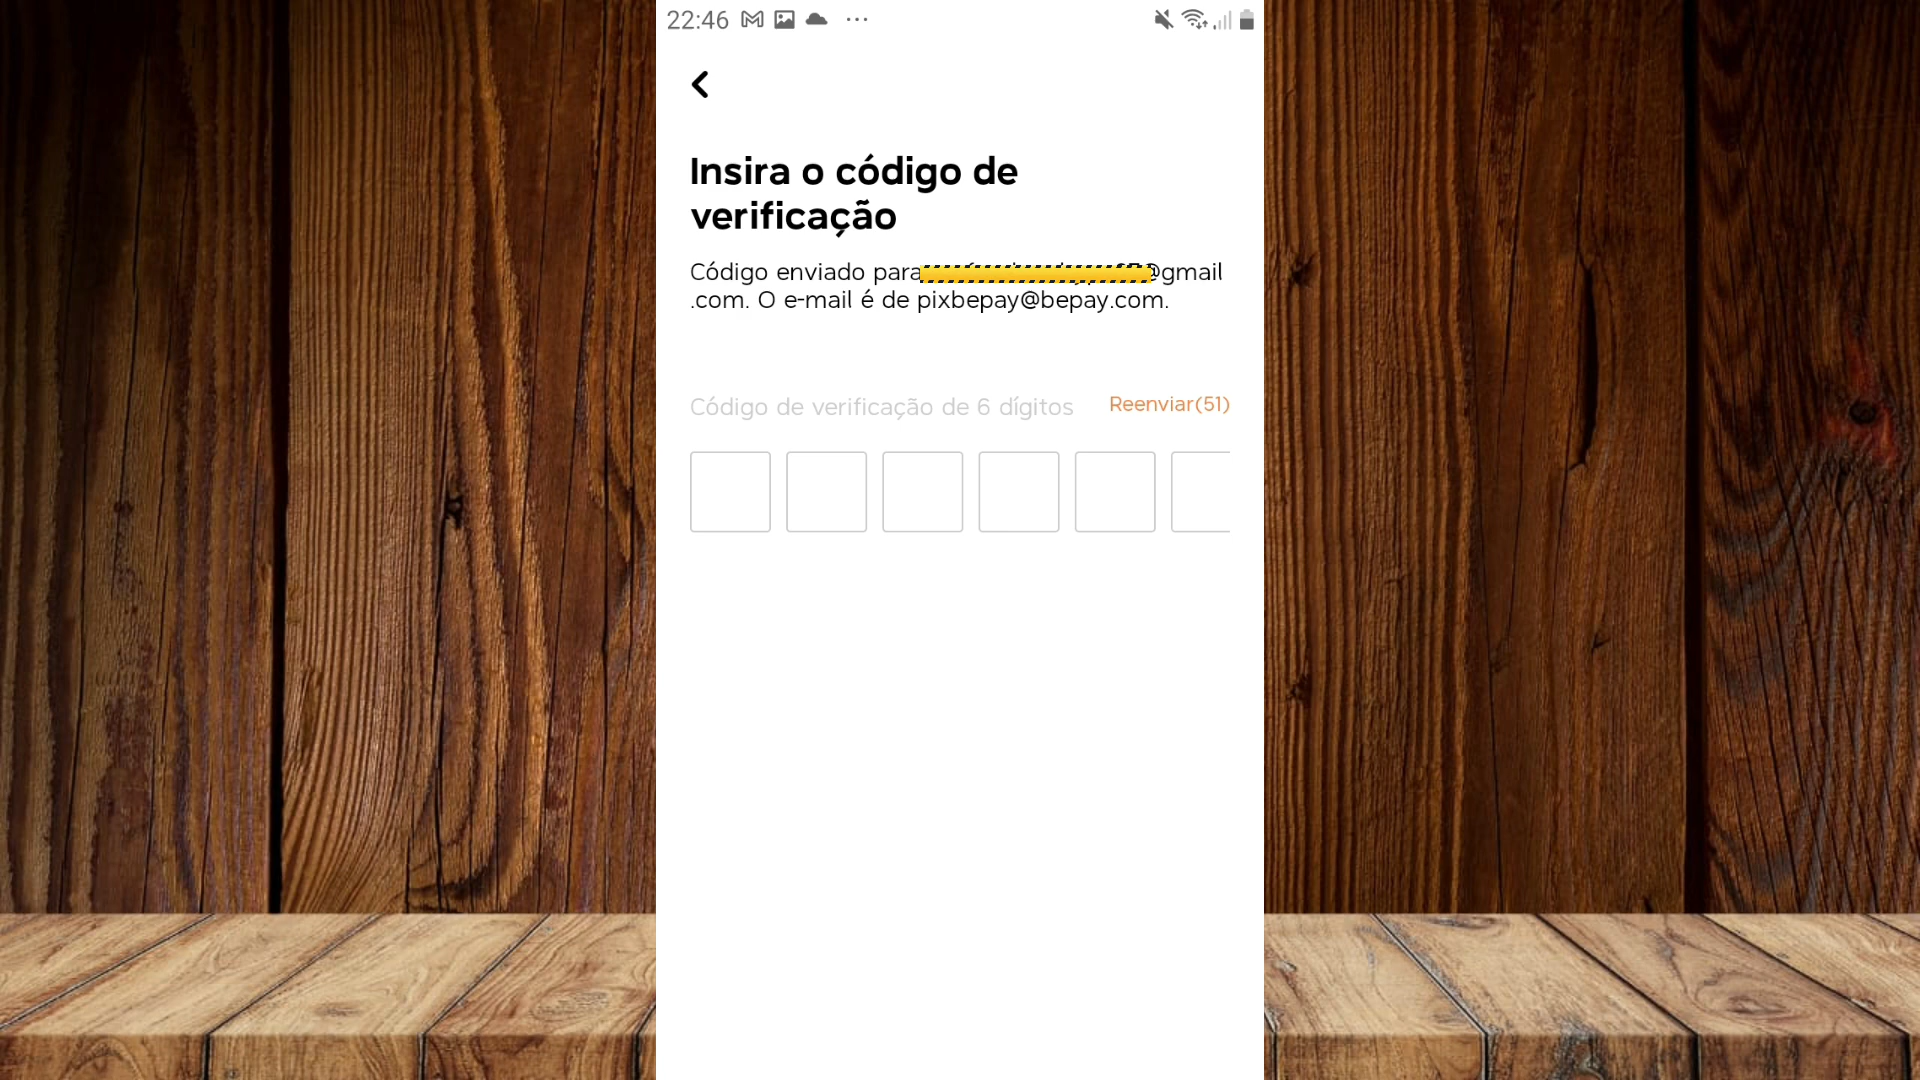 22:46
Insira o código de
verificação
Código enviado para @gmail
.com. O e-mail é de pixbepay@bepay.com.
Código de verificação de 6 dígitos Reenviar(51)